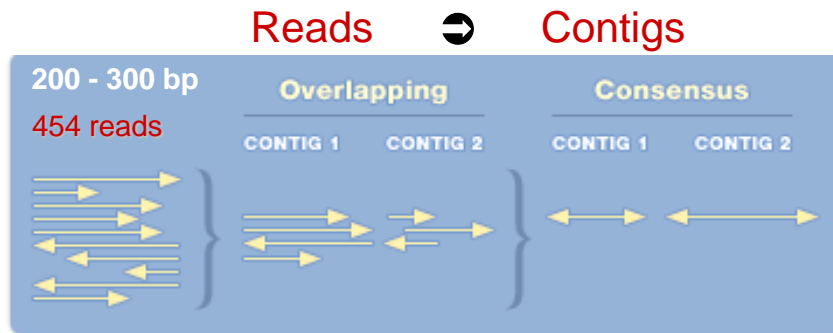 Reads ➲ Contigs
200 - 300 bp
454 reads
Overlapping
Consensus
CONTIG 1 CONTIG 2
CONTIG 1 CONTIG 2